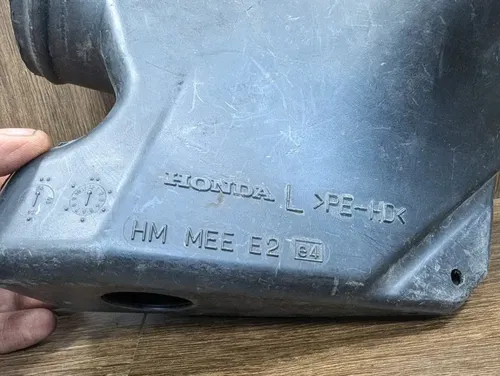 HONDA L >PE-HD<
HM MEE E2 e4